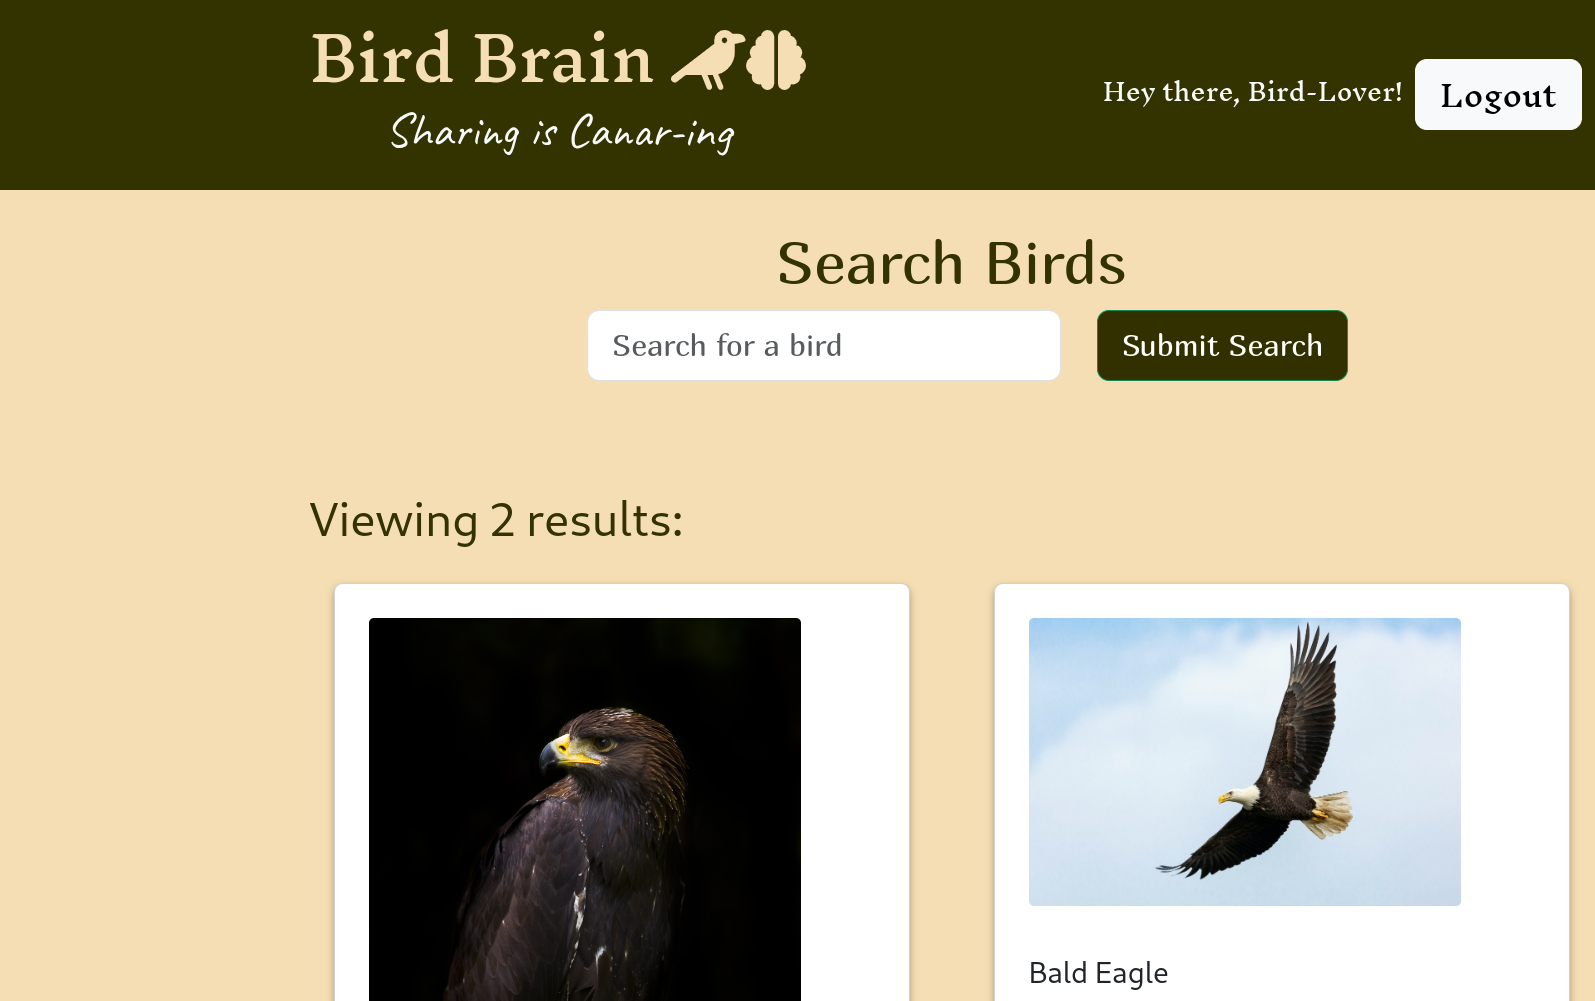 Bird Brain
Sharing is Canar-ing
Hey there, Bird-Lover!
Logout
Search Birds
Search for a bird
Submit Search
Viewing 2 results:
Bald Eagle